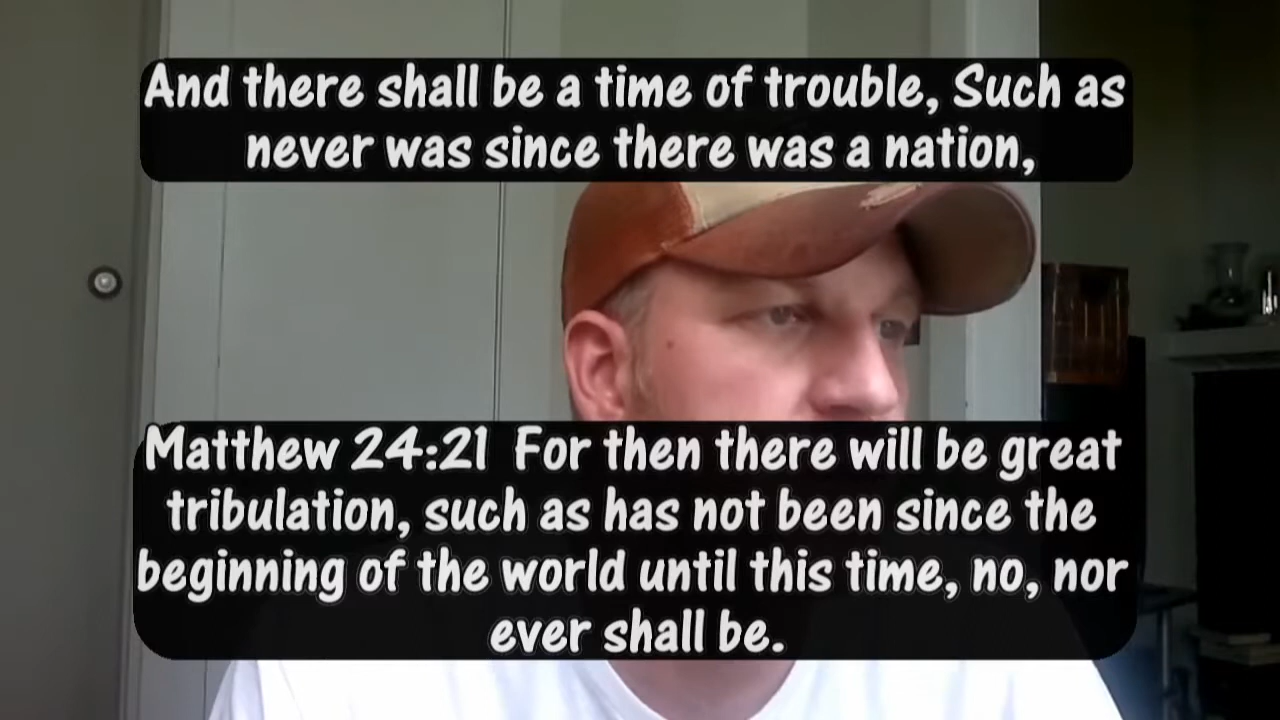 And there shall be a time of trouble, Such as
never was since there was a nation,
Matthew 24:21 For then there will be great
tribulation, such as has not been since the
beginning of the world until this time, no, nor
ever shall be.